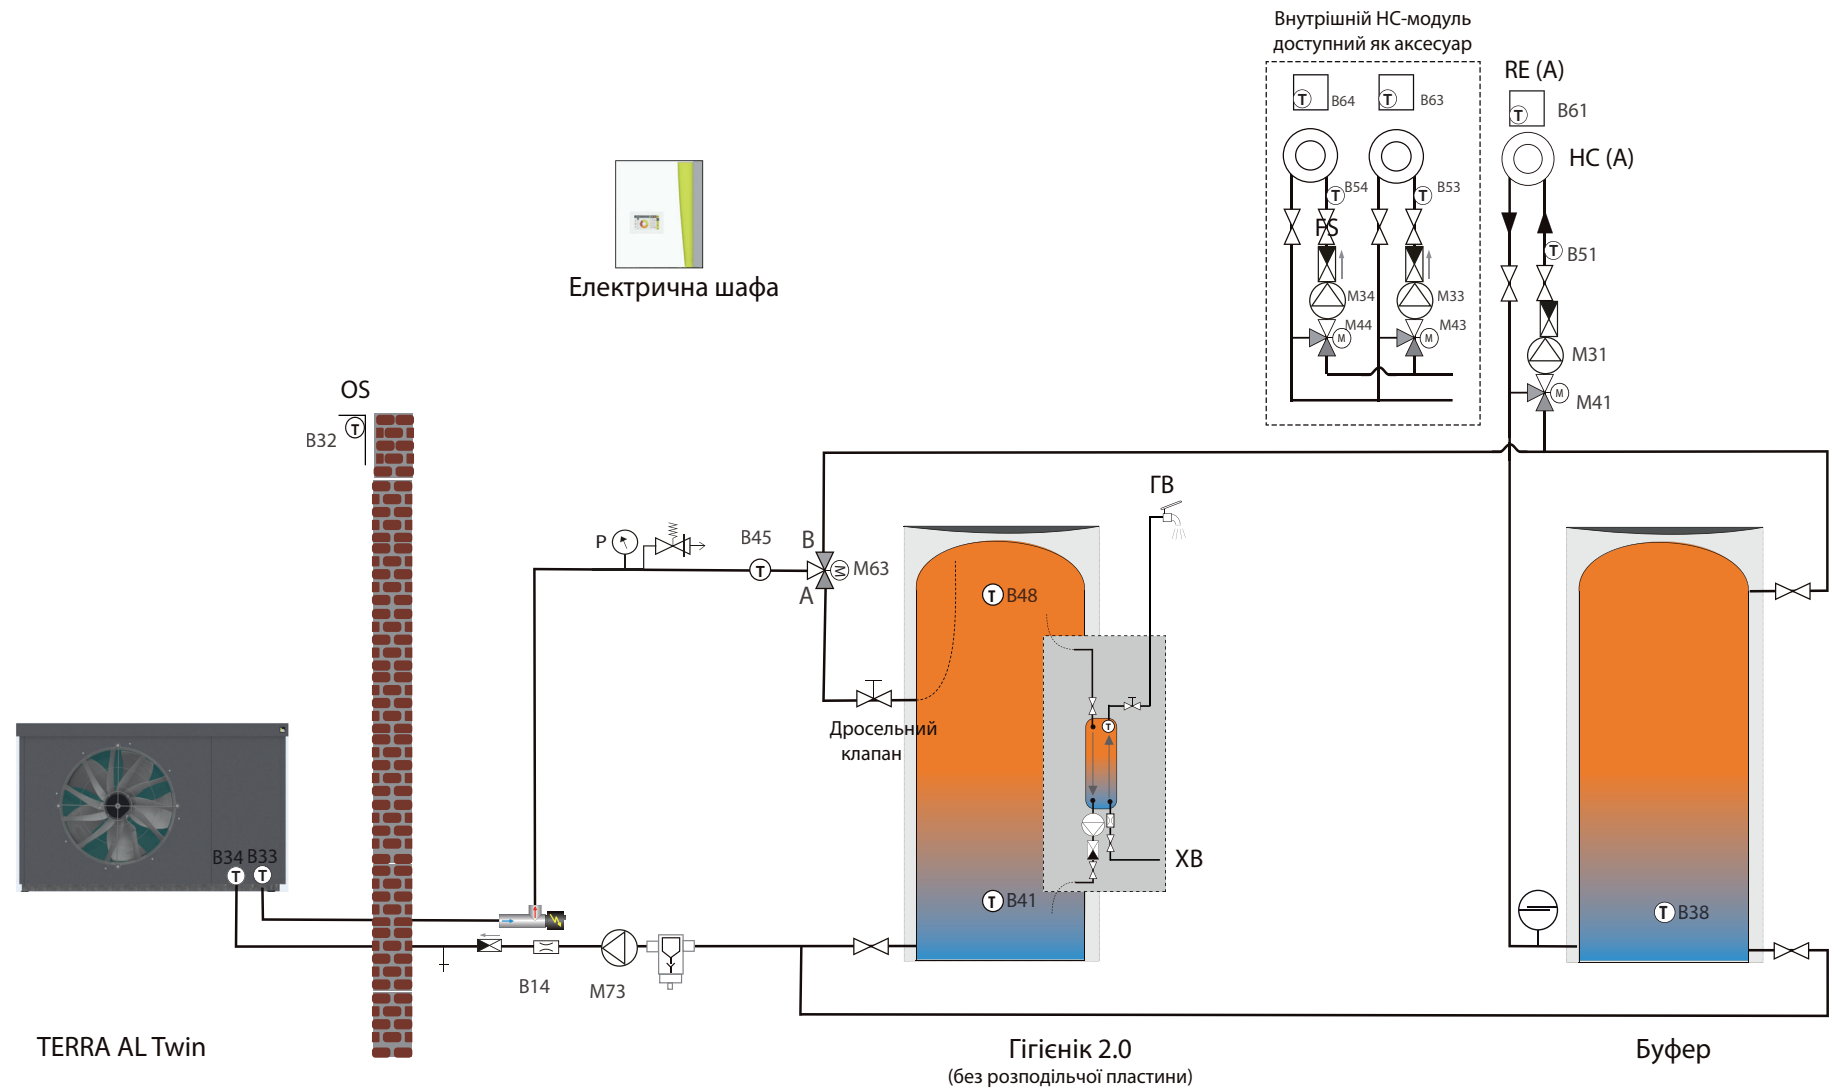 Внутрішній НС-модуль
доступний як аксесуар
RE (A)
T
B64
T
B63
T
B61
HC (A)
T
B54
T
B53
FS
T
B51
M34
M33
M44
M
M43
M
M31
M
M41
Електрична шафа
OS
B32
T
ГВ
P
B45
T
B
M
M63
A
T
B48
Дросельний
клапан
T
B34
B33
T
T
ХВ
T
B41
T
B38
B14
M73
TERRA AL Twin
Гігієнік 2.0
(без розподільчої пластини)
Буфер